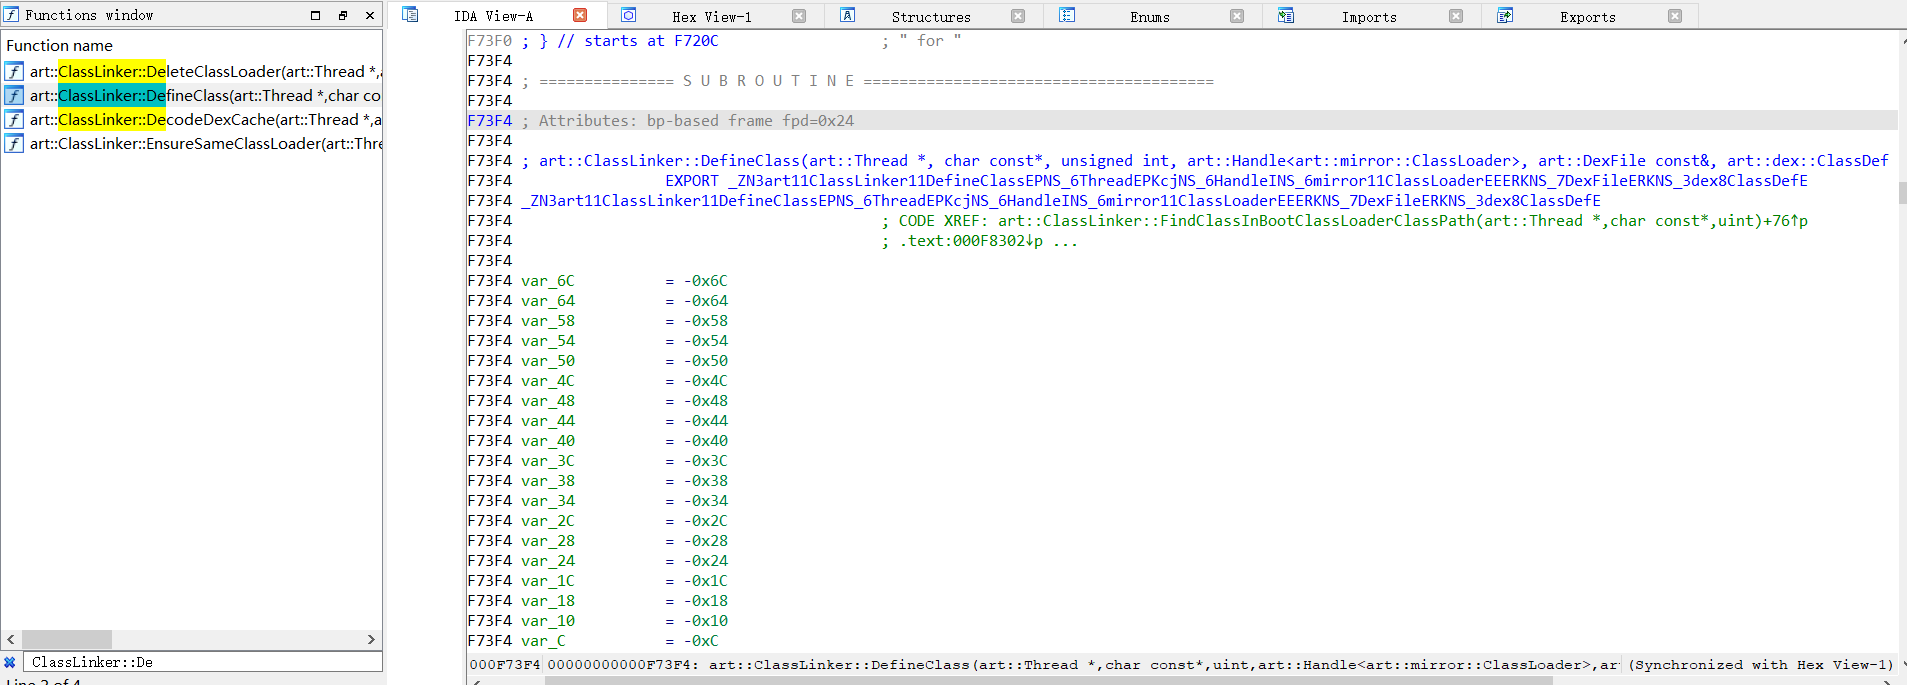 Functions window
IDA View-A
Hex View-1
Structures
Enums
Imports
Exports
Function name
art::ClassLinker::DeleteClassLoader(art::Thread *,
art::ClassLinker::DefineClass(art::Thread *,char co
art::ClassLinker::DecodeDexCache(art::Thread *,a
art::ClassLinker::EnsureSameClassLoader(art::Thre
ClassLinker::De
Line 2 of 4
F73F0 ; } // starts at F720C ; " for "
F73F4
F73F4 ; =============== S U B R O U T I N E =======================================
F73F4
F73F4 ; Attributes: bp-based frame fpd=0x24
F73F4
F73F4 ; art::ClassLinker::DefineClass(art::Thread *, char const*, unsigned int, art::Handle<art::mirror::ClassLoader>, art::DexFile const&, art::dex::ClassDef
F73F4 EXPORT _ZN3art11ClassLinker11DefineClassEPNS_6ThreadEPKcjNS_6HandleINS_6mirror11ClassLoaderEEERKNS_7DexFileERKNS_3dex8ClassDefE
F73F4 _ZN3art11ClassLinker11DefineClassEPNS_6ThreadEPKcjNS_6HandleINS_6mirror11ClassLoaderEEERKNS_7DexFileERKNS_3dex8ClassDefE
F73F4 ; CODE XREF: art::ClassLinker::FindClassInBootClassLoaderClassPath(art::Thread *,char const*,uint)+76↑p
F73F4 ; .text:000F8302↓p ...
F73F4
F73F4 var_6C = -0x6C
F73F4 var_64 = -0x64
F73F4 var_58 = -0x58
F73F4 var_54 = -0x54
F73F4 var_50 = -0x50
F73F4 var_4C = -0x4C
F73F4 var_48 = -0x48
F73F4 var_44 = -0x44
F73F4 var_40 = -0x40
F73F4 var_3C = -0x3C
F73F4 var_38 = -0x38
F73F4 var_34 = -0x34
F73F4 var_2C = -0x2C
F73F4 var_28 = -0x28
F73F4 var_24 = -0x24
F73F4 var_1C = -0x1C
F73F4 var_18 = -0x18
F73F4 var_10 = -0x10
F73F4 var_C = -0xC
000F73F4 00000000000F73F4: art::ClassLinker::DefineClass(art::Thread *,char const*,uint,art::Handle<art::mirror::ClassLoader>,ar (Synchronized with Hex View-1)